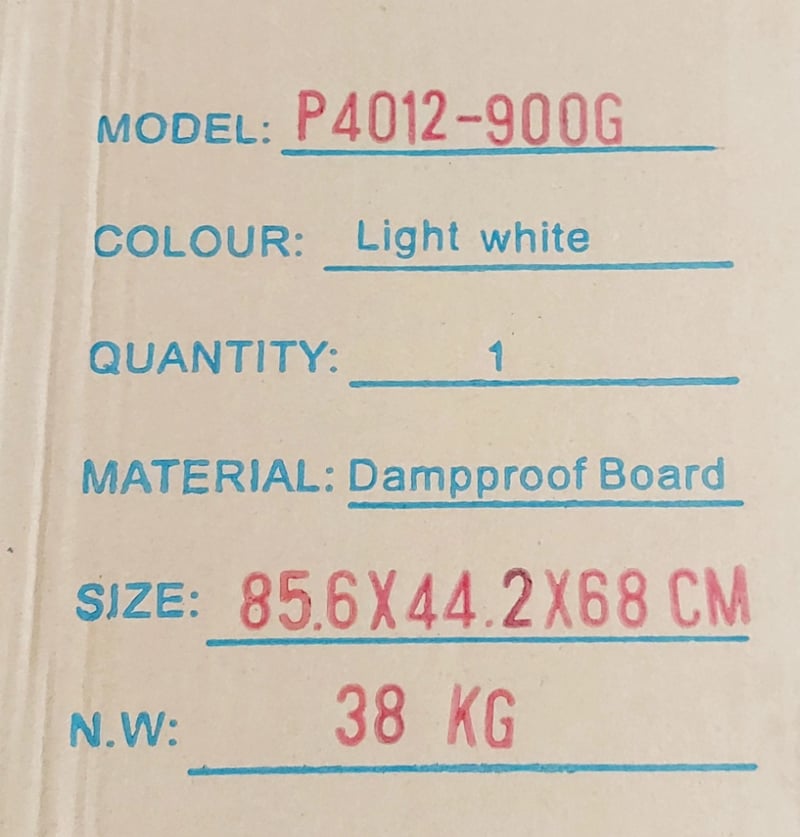 MODEL: P4012-900G
COLOUR: Light white
QUANTITY: 1
MATERIAL: Dampproof Board
SIZE: 85.6X44.2X68 CM
N.W: 38 KG